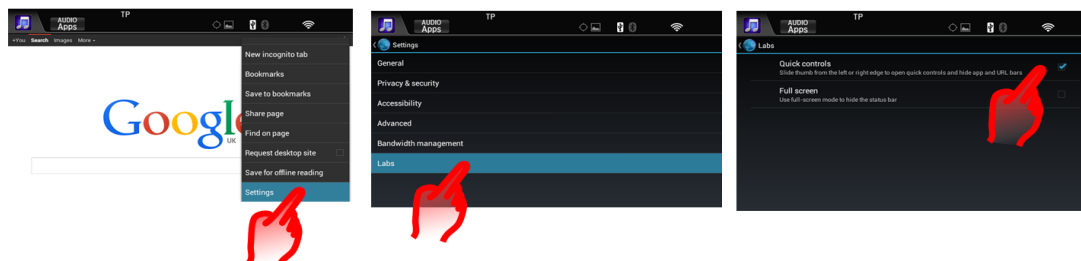 TP
AUDIO
Apps
+You Search Images More
New incognito tab
Bookmarks
Save to bookmarks
Share page
Find on page
Request desktop site
Save for offline reading
Settings
Google
UK
TP
AUDIO
Apps
Settings
General
Privacy & security
Accessibility
Advanced
Bandwidth management
Labs
TP
AUDIO
Apps
Labs
Quick controls
Slide thumb from the left or right edge to open quick controls and hide app and URL bars
Full screen
Use full-screen mode to hide the status bar